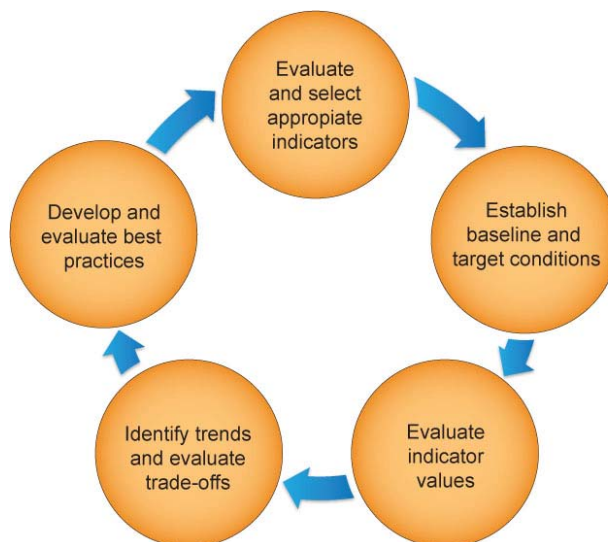 Evaluate
and select
appropiate
indicators
Establish
baseline and
target conditions
Evaluate
indicator
values
Identify trends
and evaluate
trade-offs
Develop and
evaluate best
practices